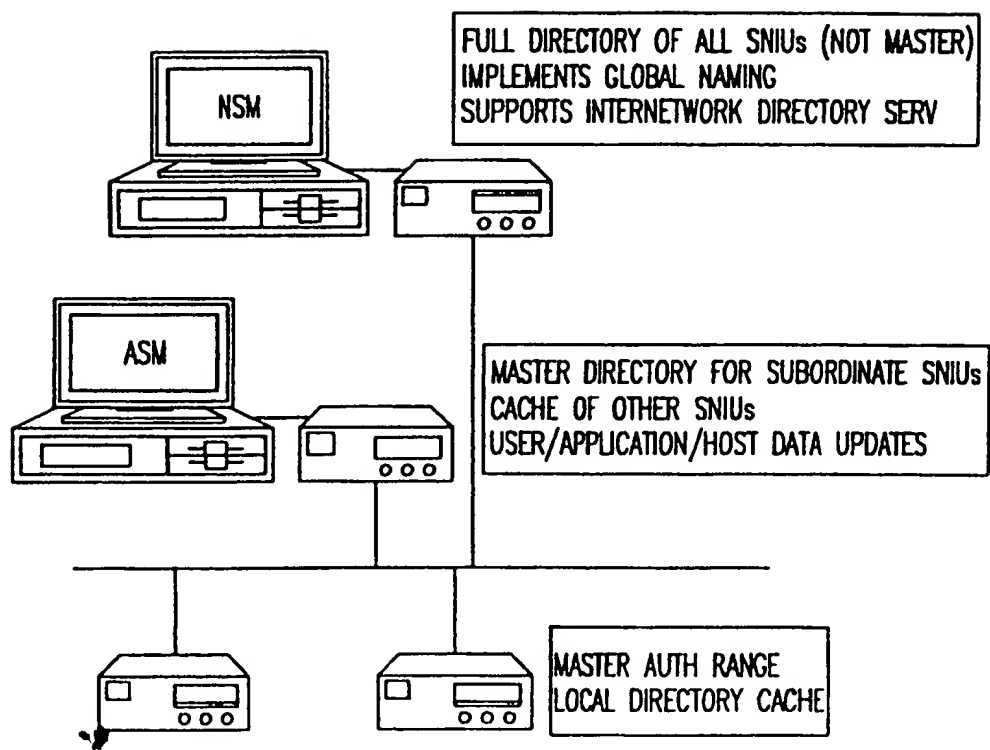 FULL DIRECTORY OF ALL SNIUs (NOT MASTER)
IMPLEMENTS GLOBAL NAMING
SUPPORTS INTERNETWORK DIRECTORY SERV
NSM
ASM
MASTER DIRECTORY FOR SUBORDINATE SNIUs
CACHE OF OTHER SNIUs
USER/APPLICATION/HOST DATA UPDATES
MASTER AUTH RANGE
LOCAL DIRECTORY CACHE